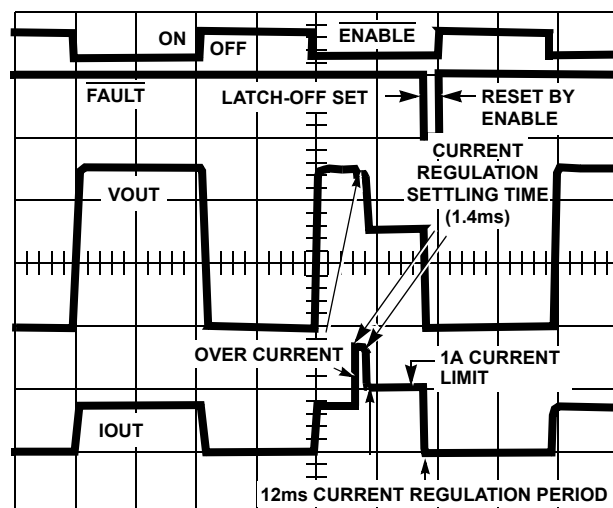 ON
OFF
ENABLE
FAULT
LATCH-OFF SET
RESET BY
ENABLE
CURRENT
REGULATION
SETTLING TIME
(1.4ms)
VOUT
OVER CURRENT
1A CURRENT
LIMIT
IOUT
12ms CURRENT REGULATION PERIOD